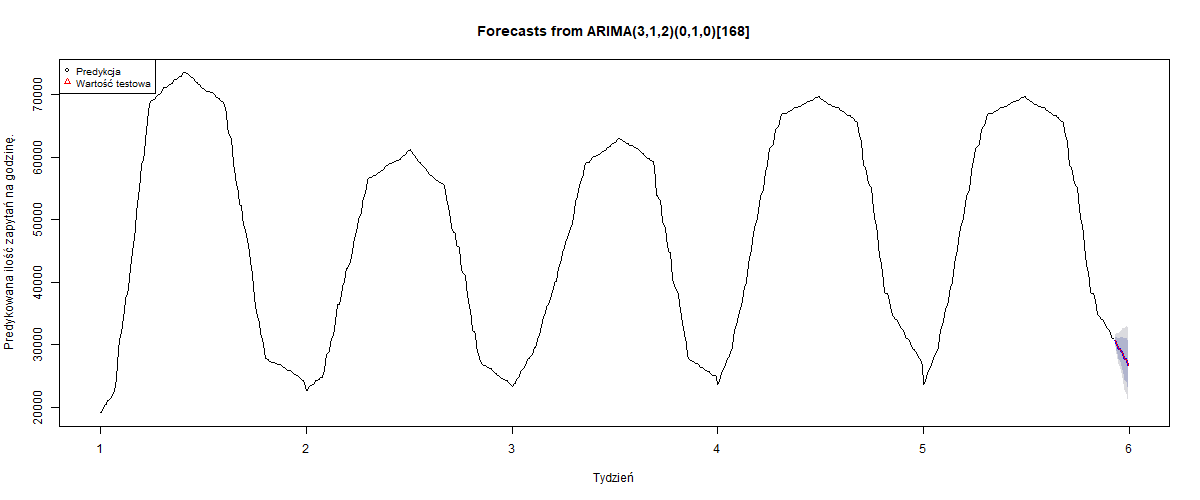 Forecasts from ARIMA(3,1,2)(0,1,0)[168]
Predykcja
Wartość testowa
Predykowana ilość zapytań na godzinę.
70000
60000
50000
40000
30000
20000
1 2 3 4 5 6
Tydzień